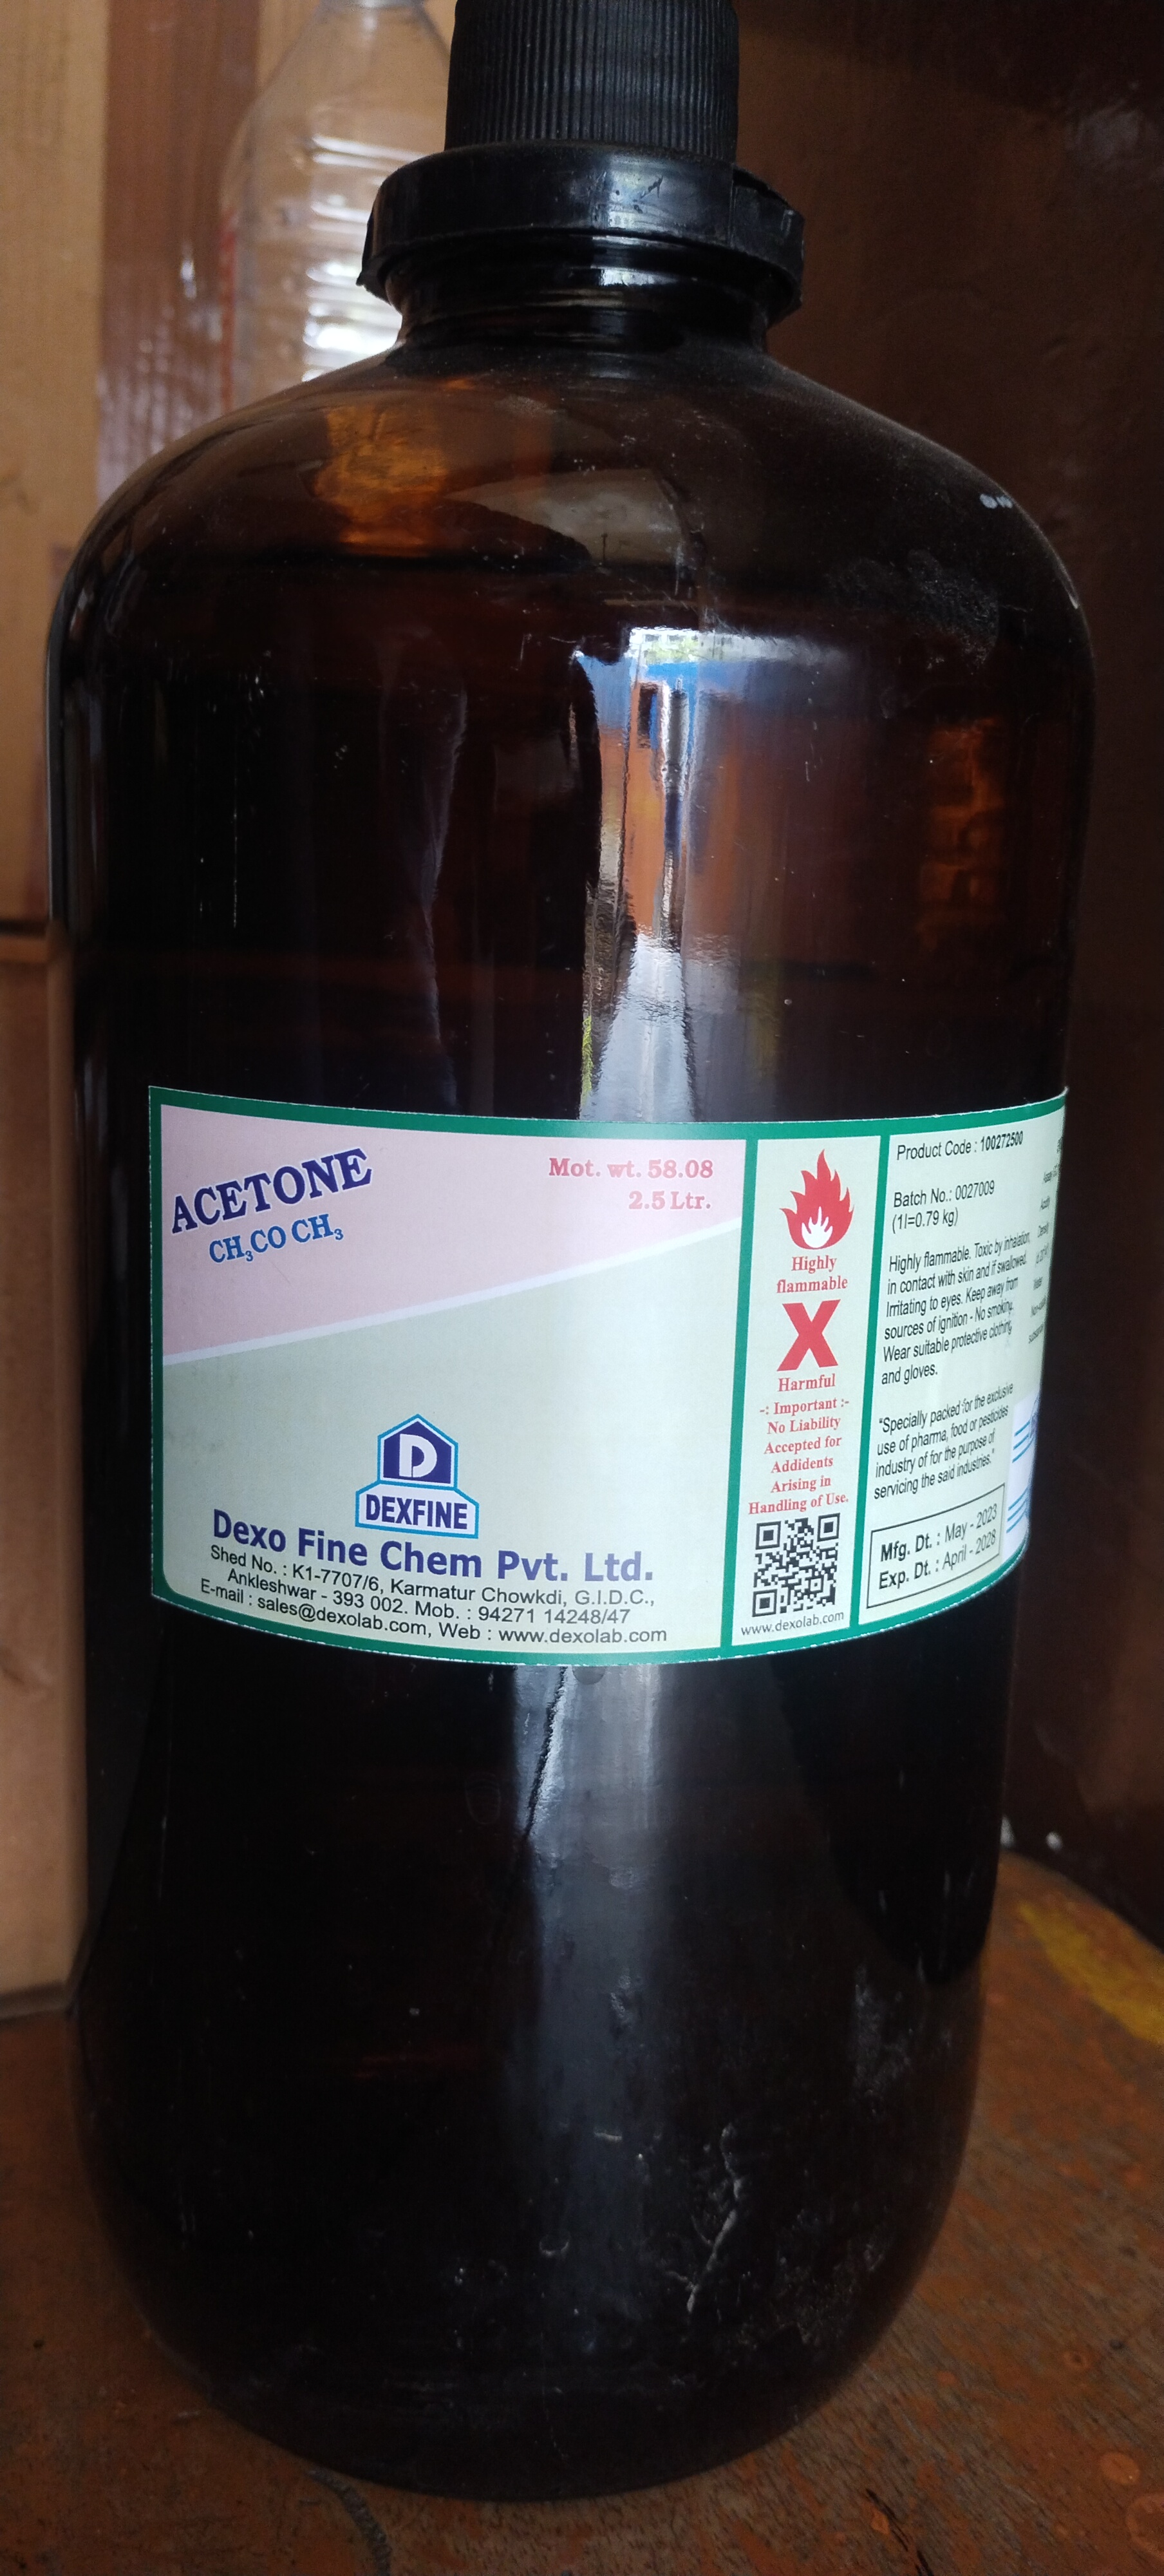 ACETONE
CH₃CO CH₃
Mot. wt. 58.08
2.5 Ltr.
D
DEXFINE
Dexo Fine Chem Pvt. Ltd.
Shed No. : K1-7707/6, Karmatur Chowkdi, G.I.D.C.,
Ankleshwar - 393 002. Mob. : 94271 14248/47
E-mail : sales@dexolab.com, Web : www.dexolab.com
Highly
flammable
X
Harmful
-: Important :-
No Liability
Accepted for
Addidents
Arising in
Handling of Use.
www.dexolab.com
Product Code : 100272500
Batch No.: 0027009
(1l=0.79 kg)
Highly flammable. Toxic by inhalation,
in contact with skin and if swallowed.
Irritating to eyes. Keep away from
sources of ignition - No smoking.
Wear suitable protective clothing,
and gloves.
"Specially packed for the exclusive
use of pharma, food or pesticides
industry of for the purpose of
servicing the said industries."
Mfg. Dt. : May - 2023
Exp. Dt. : April - 2028